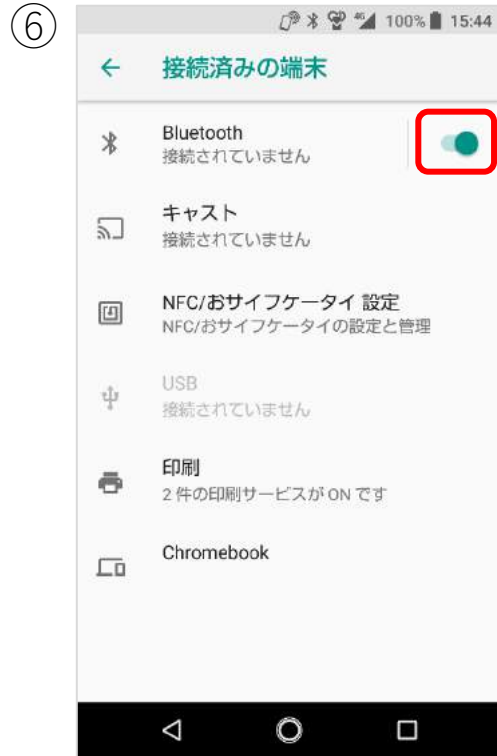 ⑥
4G 100% 15:44
接続済みの端末
Bluetooth
接続されていません
キャスト
接続されていません
NFC/おサイフケータイ 設定
NFC/おサイフケータイの設定と管理
USB
接続されていません
印刷
2 件の印刷サービスが ON です
Chromebook